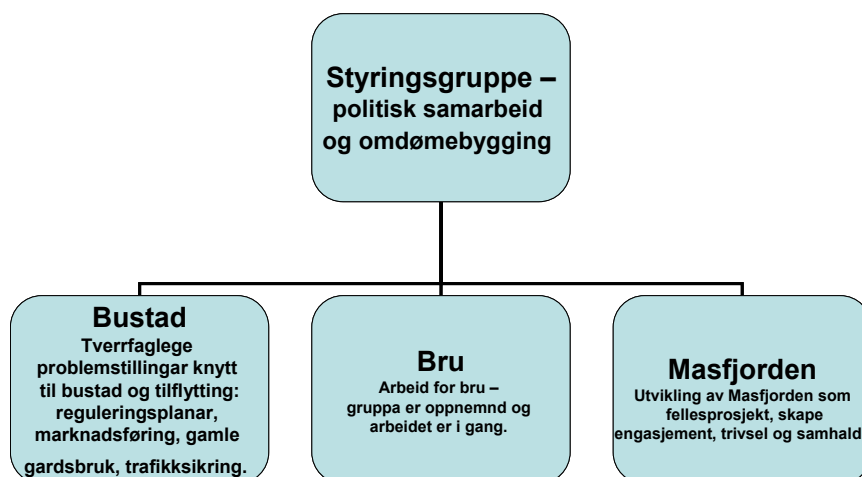 Styringsgruppe –
politisk samarbeid
og omdømebygging
Bustad
Tverrfaglege
problemstillingar knytt
til bustad og tilflytting:
reguleringsplanar,
marknadsføring, gamle
gardsbruk, trafikksikring.
Bru
Arbeid for bru –
gruppa er oppnemnd og
arbeidet er i gang.
Masfjorden
Utvikling av Masfjorden som
fellesprosjekt, skape
engasjement, trivsel og samhald